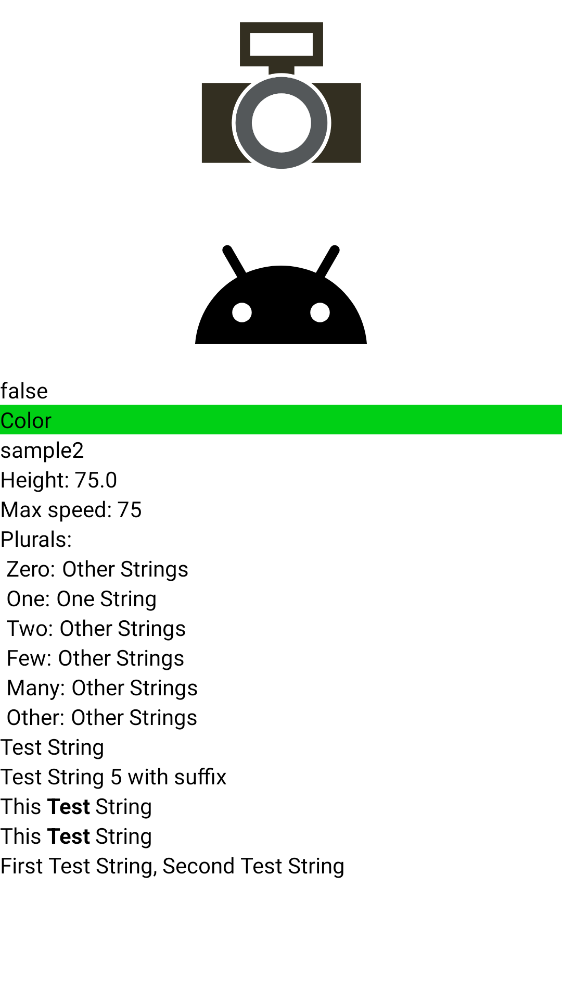 false
Color
sample2
Height: 75.0
Max speed: 75
Plurals:
Zero: Other Strings
One: One String
Two: Other Strings
Few: Other Strings
Many: Other Strings
Other: Other Strings
Test String
Test String 5 with suffix
This Test String
This Test String
First Test String, Second Test String